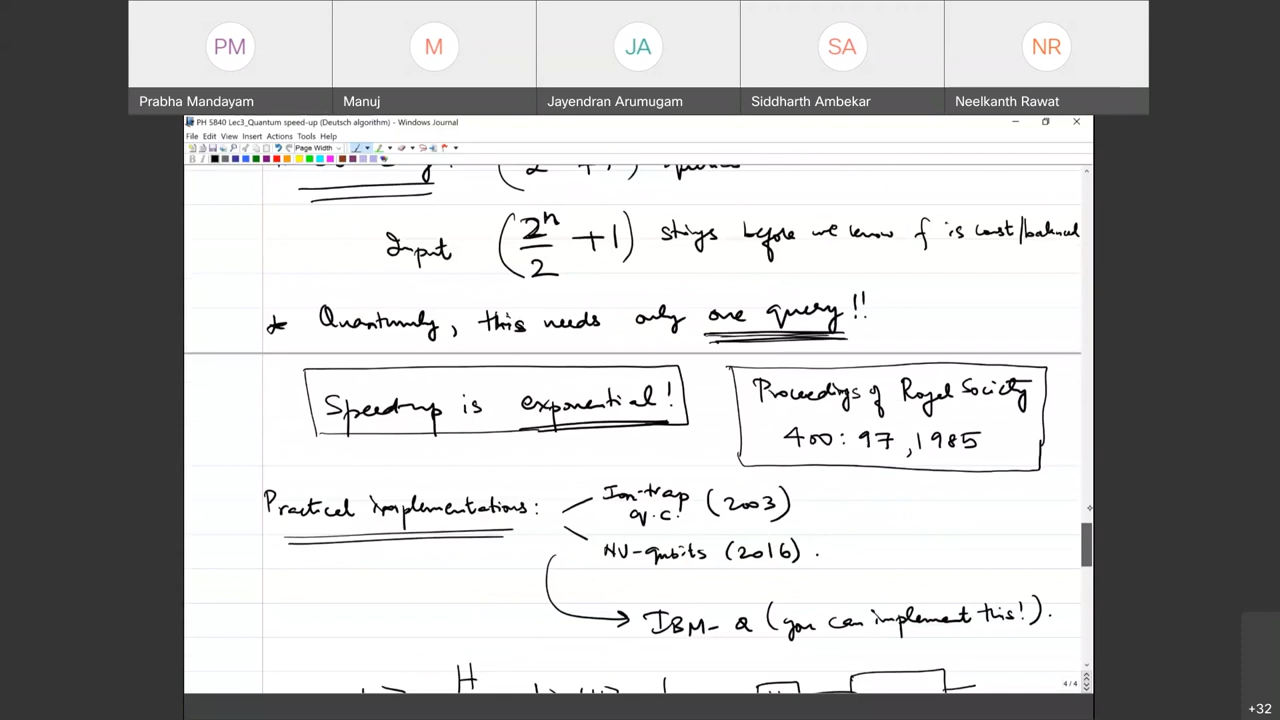 PM
M
JA
SA
NR
Prabha Mandayam
Manuj
Jayendran Arumugam
Siddharth Ambekar
Neelkanth Rawat
PH 5840 Lec3_Quantum speed-up (Deutsch algorithm) - Windows Journal
File Edit View Insert Actions Tools Help
Page Width
B I
Input (2^n/2 + 1) strings before we know f is const/balanced
* Quantumly, this needs only one query!!
Speed-up is exponential!
Proceedings of Royal Society
400: 97, 1985
Practical implementations:
Ion-trap (2003)
q.c.
NV-qubits (2016).
IBM-Q (you can implement this!).
H
4 / 4
+32